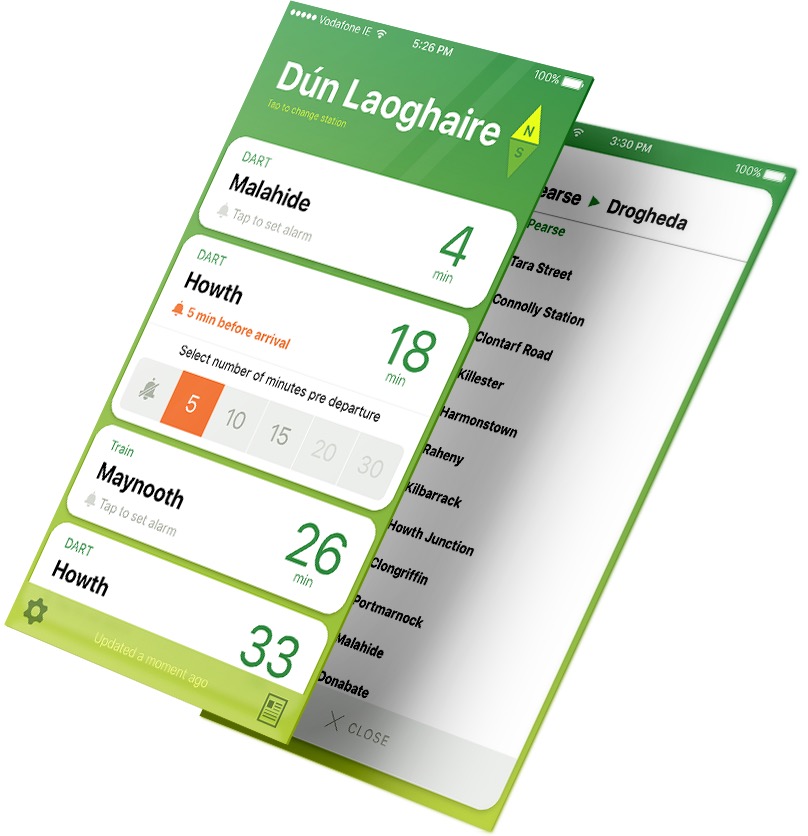 Vodafone IE
5:26 PM
100%
Dún Laoghaire
Tap to change station
N
S
DART
Malahide
Tap to set alarm
4
min
DART
Howth
5 min before arrival
18
min
Select number of minutes pre departure
5 10 15 20 30
Train
Maynooth
Tap to set alarm
26
min
DART
Howth
33
Updated a moment ago
3:30 PM
100%
earse ▶ Drogheda
Pearse
Tara Street
Connolly Station
Clontarf Road
Killester
Harmonstown
Raheny
Kilbarrack
Howth Junction
Clongriffin
Portmarnock
Malahide
Donabate
CLOSE